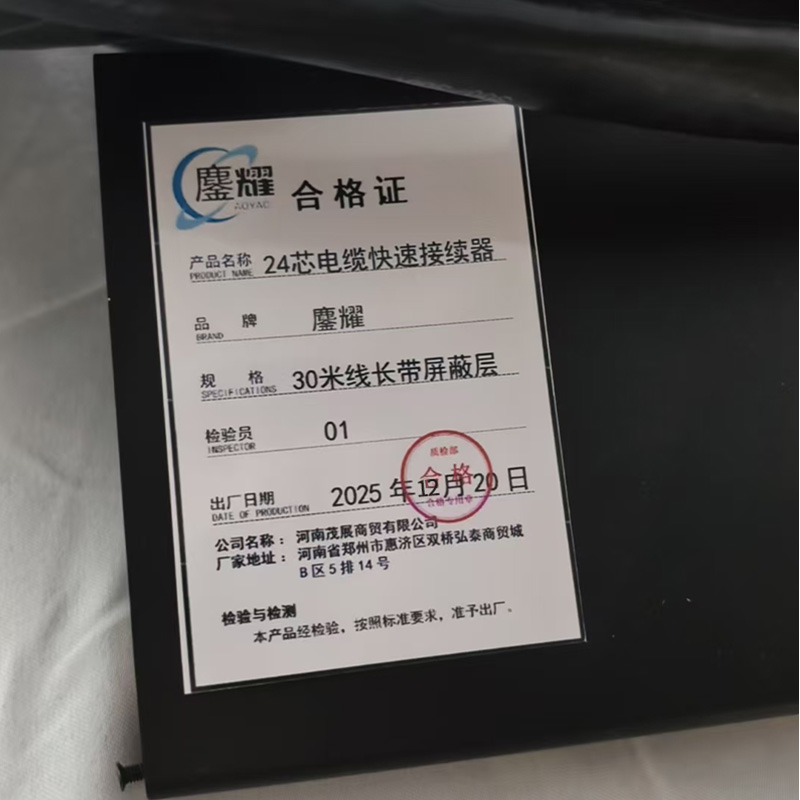 鏖耀
AOYAO
合格证
产品名称 24芯电缆快速接续器
PRODUCT NAME
品 牌 鏖耀
BRAND
规 格 30米线长带屏蔽层
SPECIFICATIONS
检验员 01
INSPECTOR
质检部
合格
合格专用章
出厂日期 2025 年 12月 20 日
DATE OF PRODUCTION
公司名称: 河南茂展商贸有限公司
厂家地址: 河南省郑州市惠济区双桥弘泰商贸城
B区5排14号
检验与检测
本产品经检验,按照标准要求,准予出厂。